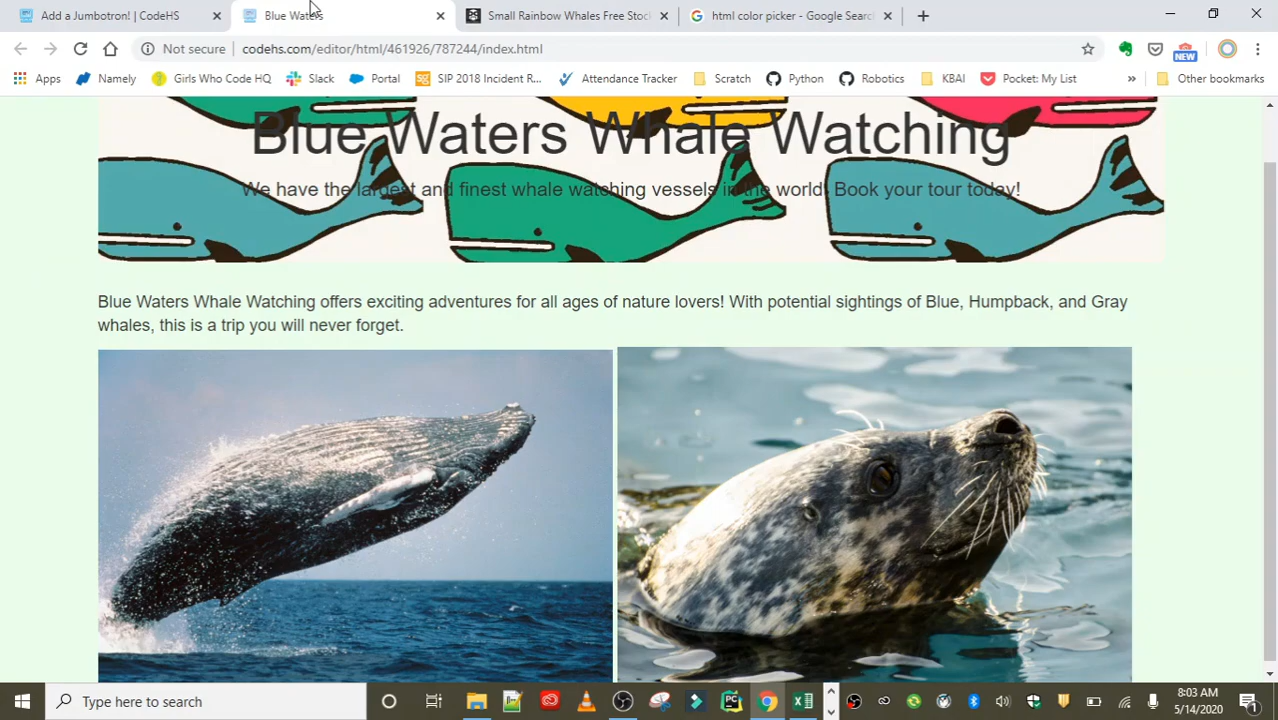 Add a Jumbotron! | CodeHS
Blue Waters
Small Rainbow Whales Free Stoc
html color picker - Google Searc
Not secure
codehs.com/editor/html/461926/787244/index.html
NEW
Apps
Namely
Girls Who Code HQ
Slack
Portal
SIP 2018 Incident R...
Attendance Tracker
Scratch
Python
Robotics
KBAI
Pocket: My List
»
Other bookmarks
Blue Waters Whale Watching
We have the largest and finest whale watching vessels in the world! Book your tour today!
Blue Waters Whale Watching offers exciting adventures for all ages of nature lovers! With potential sightings of Blue, Humpback, and Gray
whales, this is a trip you will never forget.
Type here to search
PC
8:03 AM
5/14/2020
1